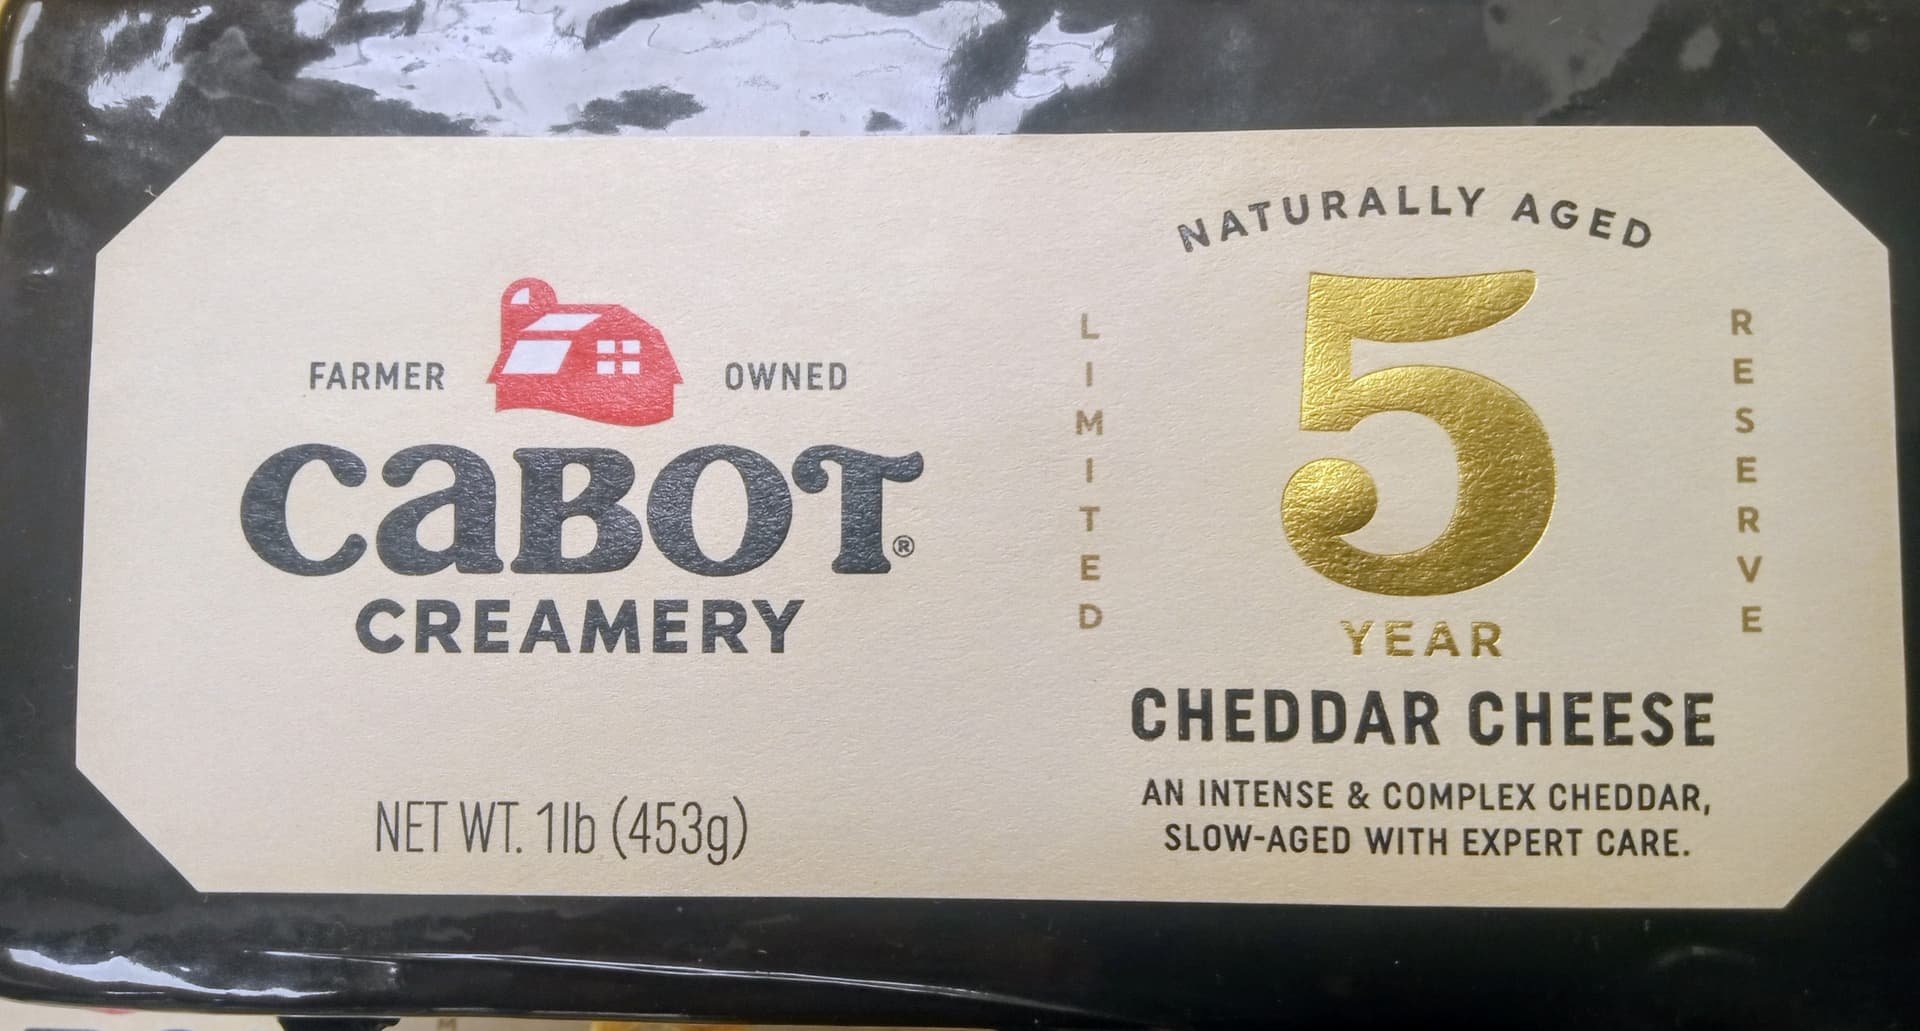 FARMER OWNED
CABOT®
CREAMERY
NET WT. 1lb (453g)
NATURALLY AGED
LIMITED
5
RESERVE
YEAR
CHEDDAR CHEESE
AN INTENSE & COMPLEX CHEDDAR,
SLOW-AGED WITH EXPERT CARE.